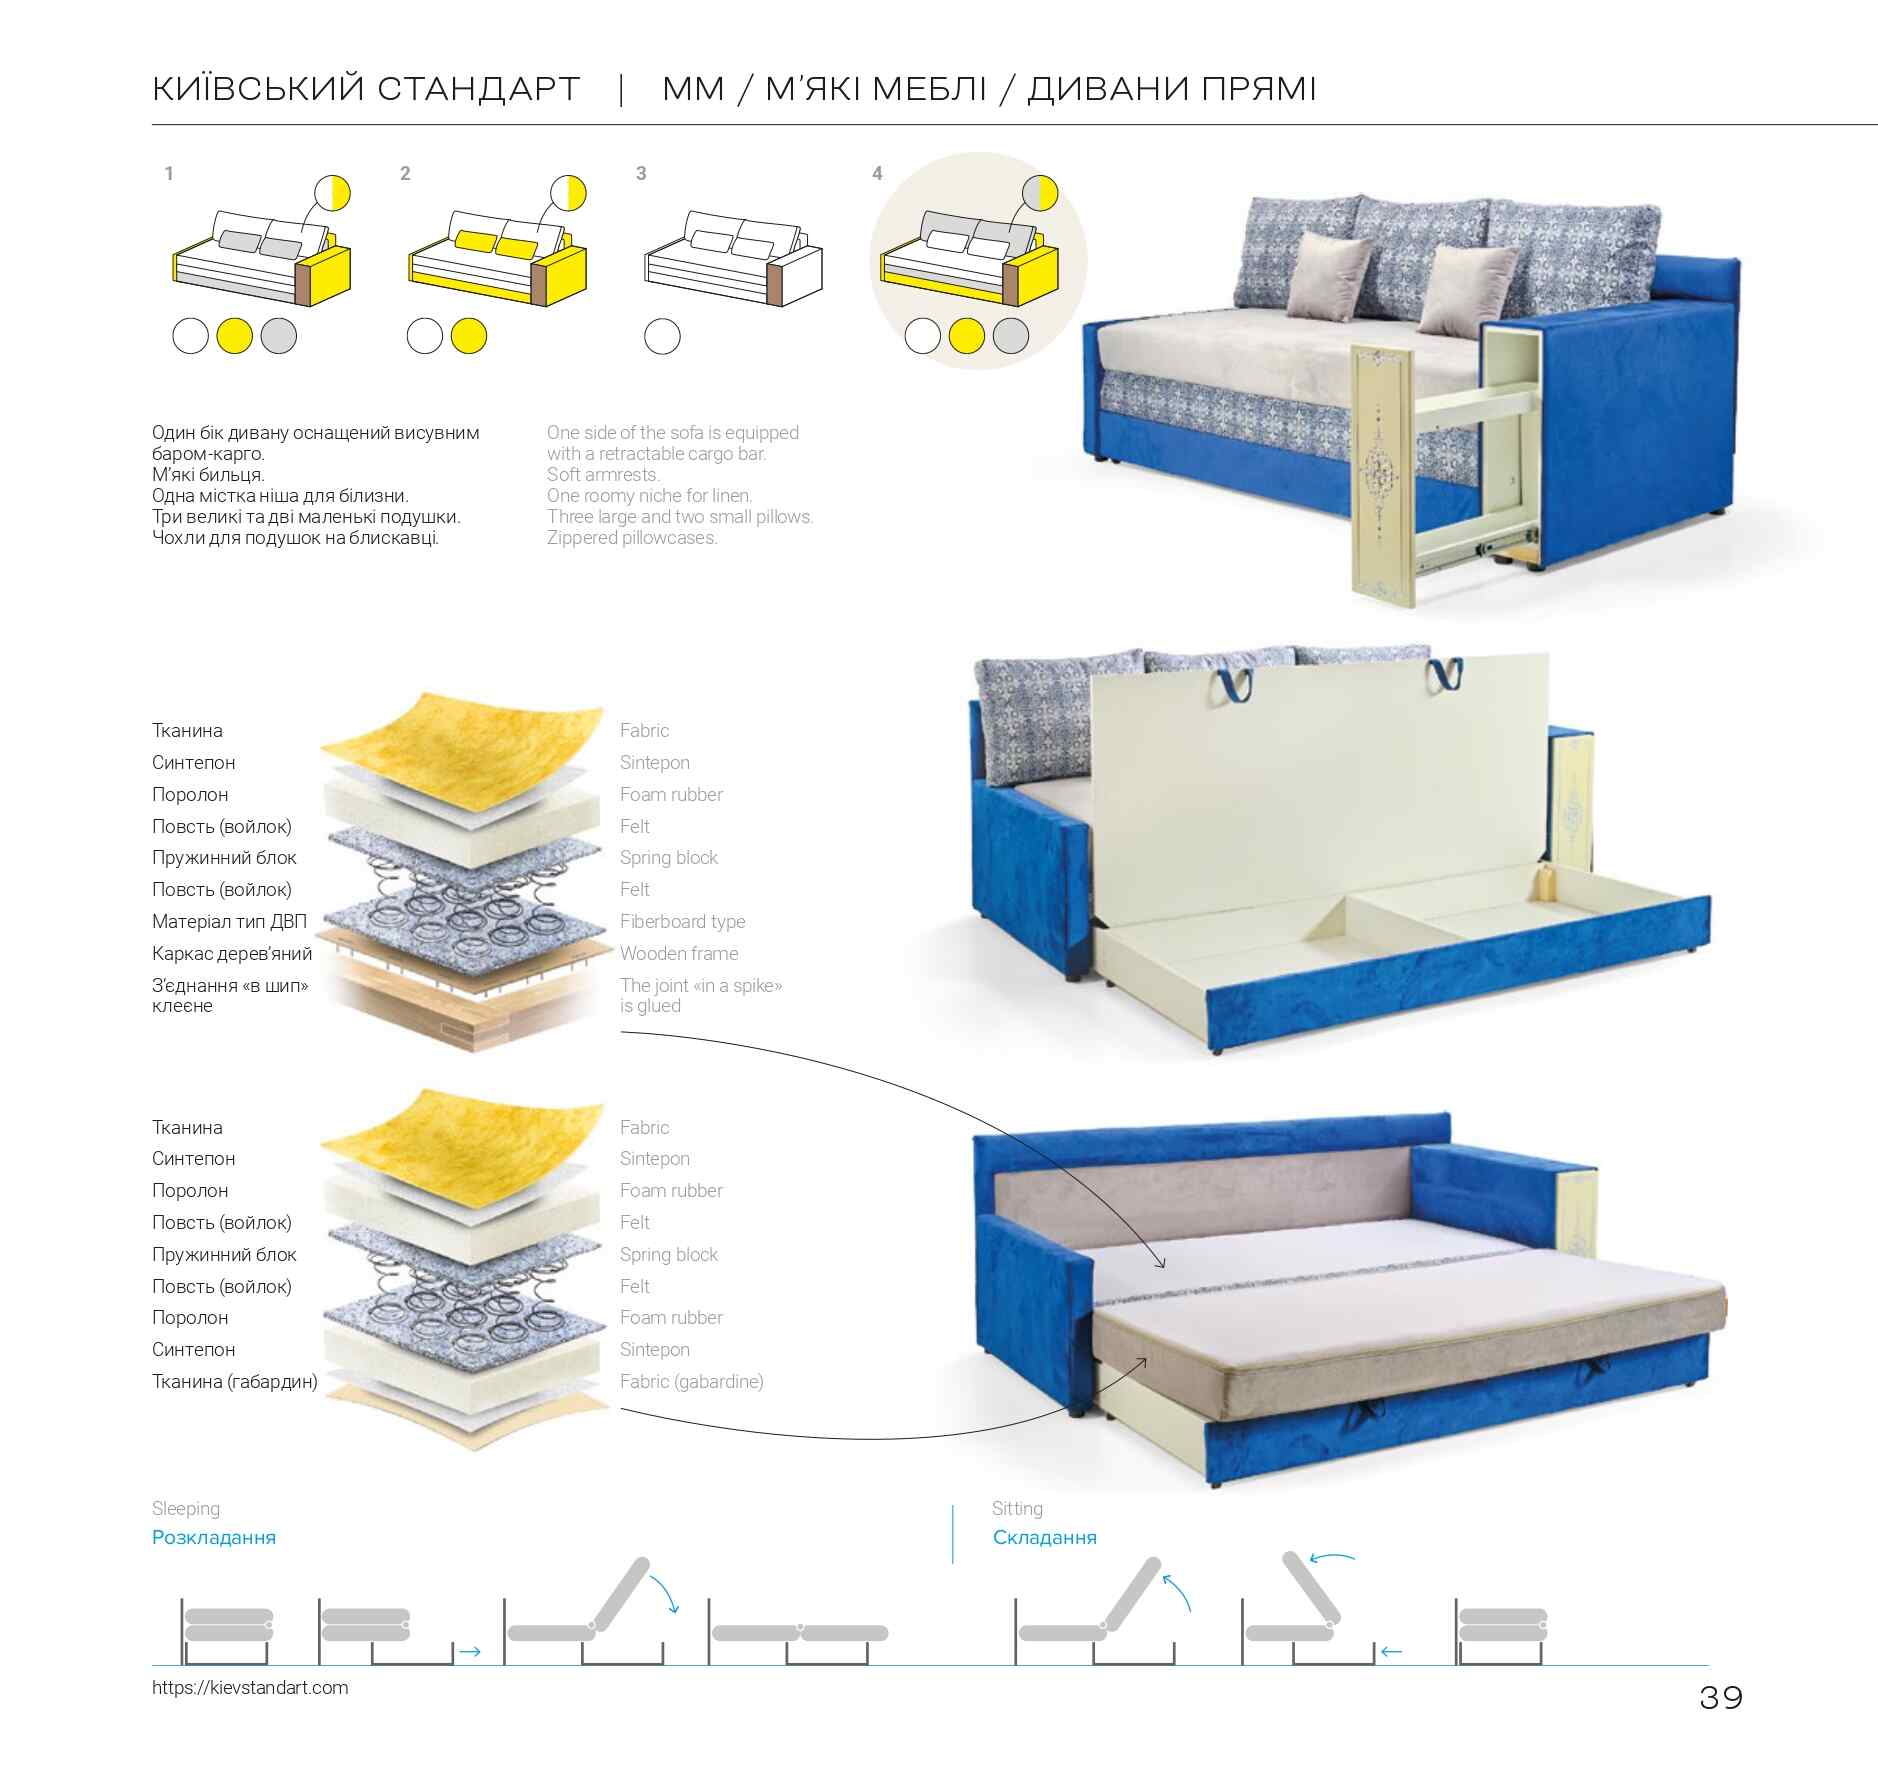 КИЇВСЬКИЙ СТАНДАРТ | ММ / М'ЯКІ МЕБЛІ / ДИВАНИ ПРЯМІ
1
2
3
4
Один бік дивану оснащений висувним
баром-карго.
М'які бильця.
Одна містка ніша для білизни.
Три великі та дві маленькі подушки.
Чохли для подушок на блискавці.
One side of the sofa is equipped
with a retractable cargo bar.
Soft armrests.
One roomy niche for linen.
Three large and two small pillows.
Zippered pillowcases.
Тканина
Синтепон
Поролон
Повсть (войлок)
Пружинний блок
Повсть (войлок)
Матеріал тип ДВП
Каркас дерев'яний
З'єднання «в шип»
клеєне
Fabric
Sintepon
Foam rubber
Felt
Spring block
Felt
Fiberboard type
Wooden frame
The joint «in a spike»
is glued
Тканина
Синтепон
Поролон
Повсть (войлок)
Пружинний блок
Повсть (войлок)
Поролон
Синтепон
Тканина (габардин)
Fabric
Sintepon
Foam rubber
Felt
Spring block
Felt
Foam rubber
Sintepon
Fabric (gabardine)
Sleeping
Розкладання
Sitting
Складання
https://kievstandart.com
39